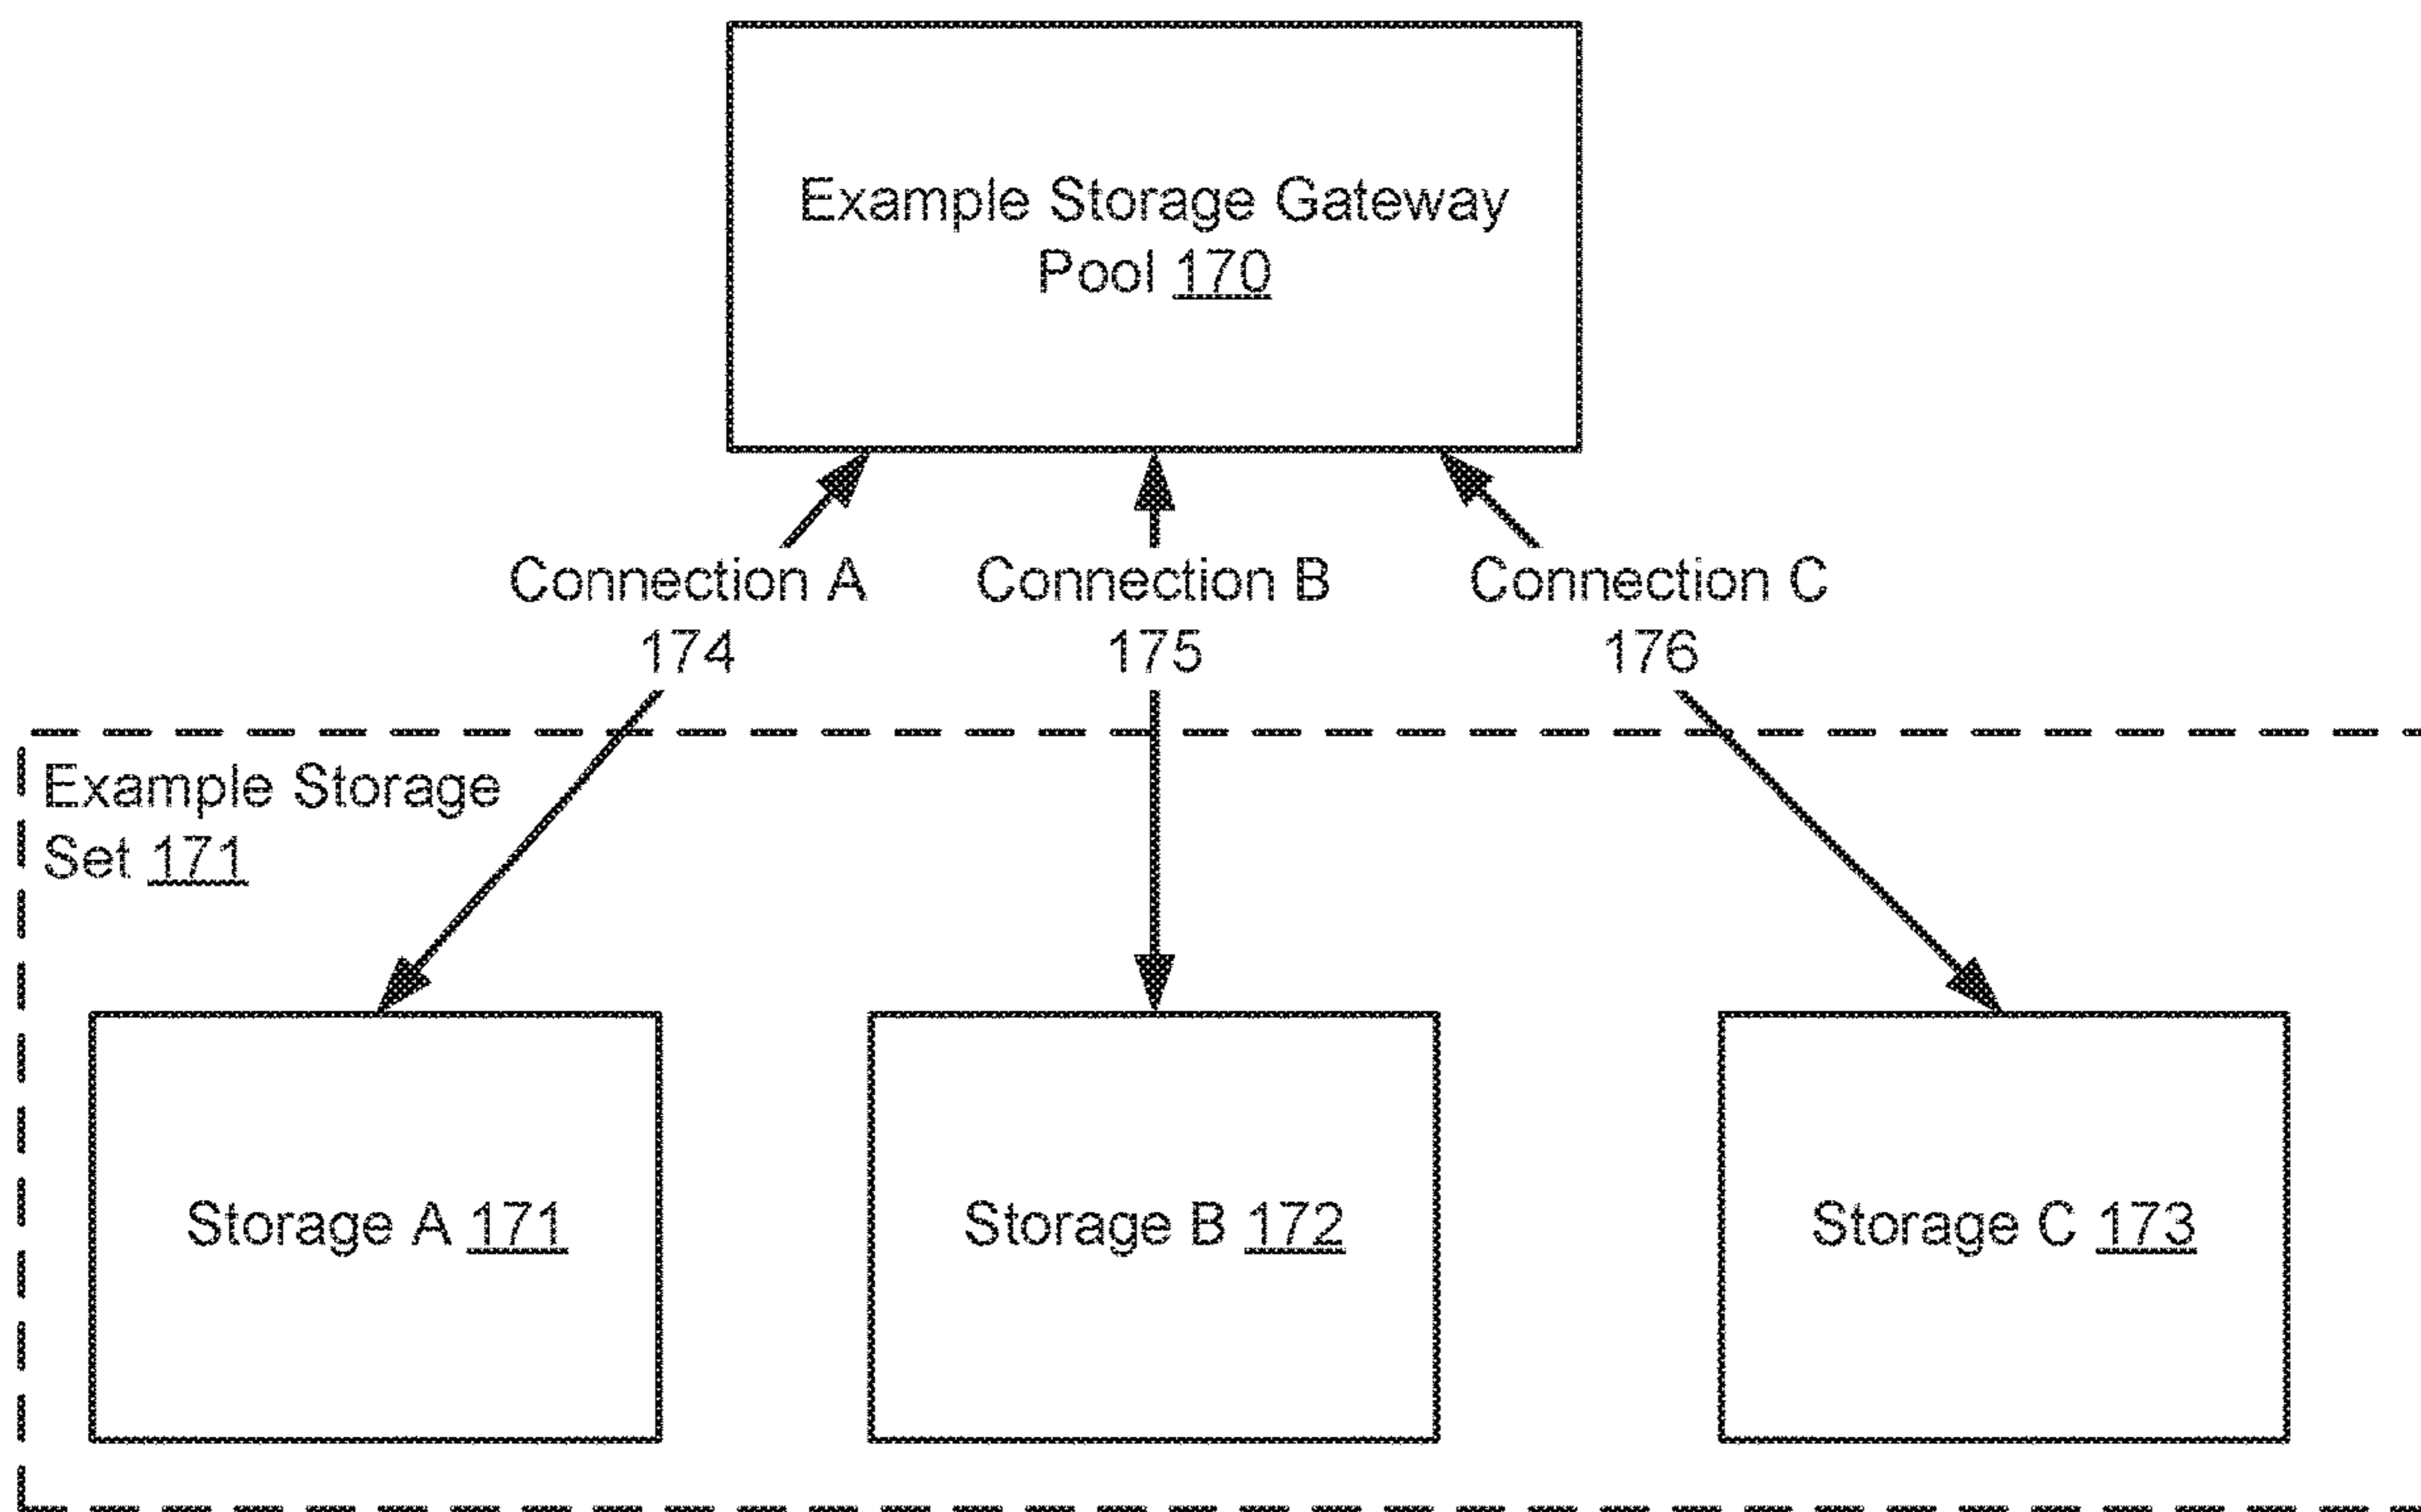 Example Storage Gateway
Pool 170
Connection A
174
Connection B
175
Connection C
176
Example Storage
Set 171
Storage A 171
Storage B 172
Storage C 173